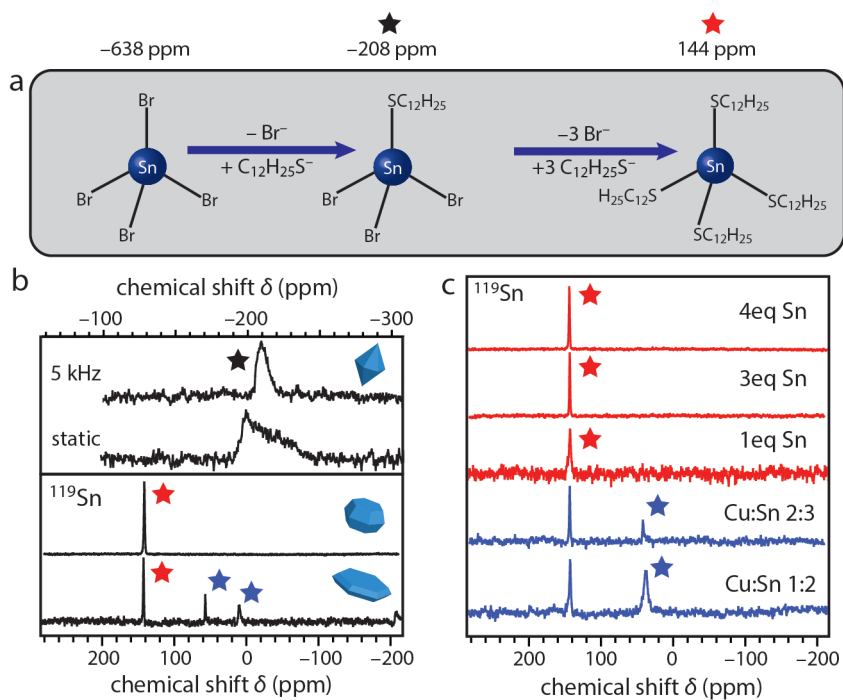 –638 ppm
–208 ppm
144 ppm
a
Br
Sn
Br
Br
Br
– Br⁻
+ C₁₂H₂₅S⁻
SC₁₂H₂₅
Sn
Br
Br
Br
–3 Br⁻
+3 C₁₂H₂₅S⁻
SC₁₂H₂₅
Sn
H₂₅C₁₂S
SC₁₂H₂₅
SC₁₂H₂₅
b
chemical shift δ (ppm)
–100
–200
–300
5 kHz
static
¹¹⁹Sn
200
100
0
–100
–200
chemical shift δ (ppm)
c
¹¹⁹Sn
4eq Sn
3eq Sn
1eq Sn
Cu:Sn 2:3
Cu:Sn 1:2
200
100
0
–100
–200
chemical shift δ (ppm)